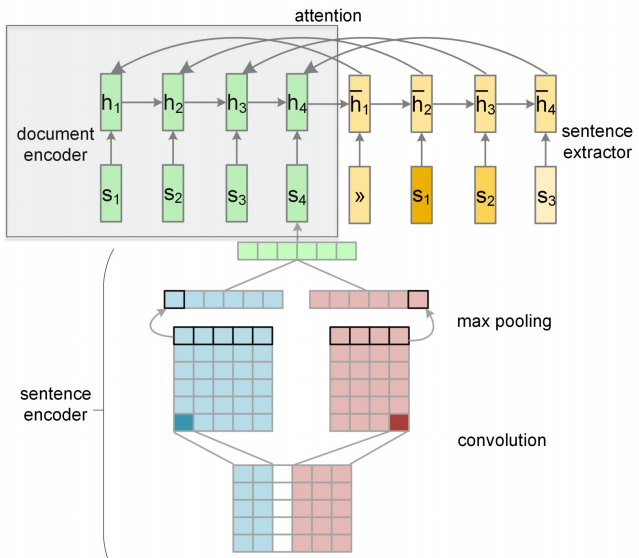 attention
h₁ h₂ h₃ h₄ h̄₁ h̄₂ h̄₃ h̄₄
document
encoder
sentence
extractor
s₁ s₂ s₃ s₄ » s₁ s₂ s₃
max pooling
sentence
encoder
convolution